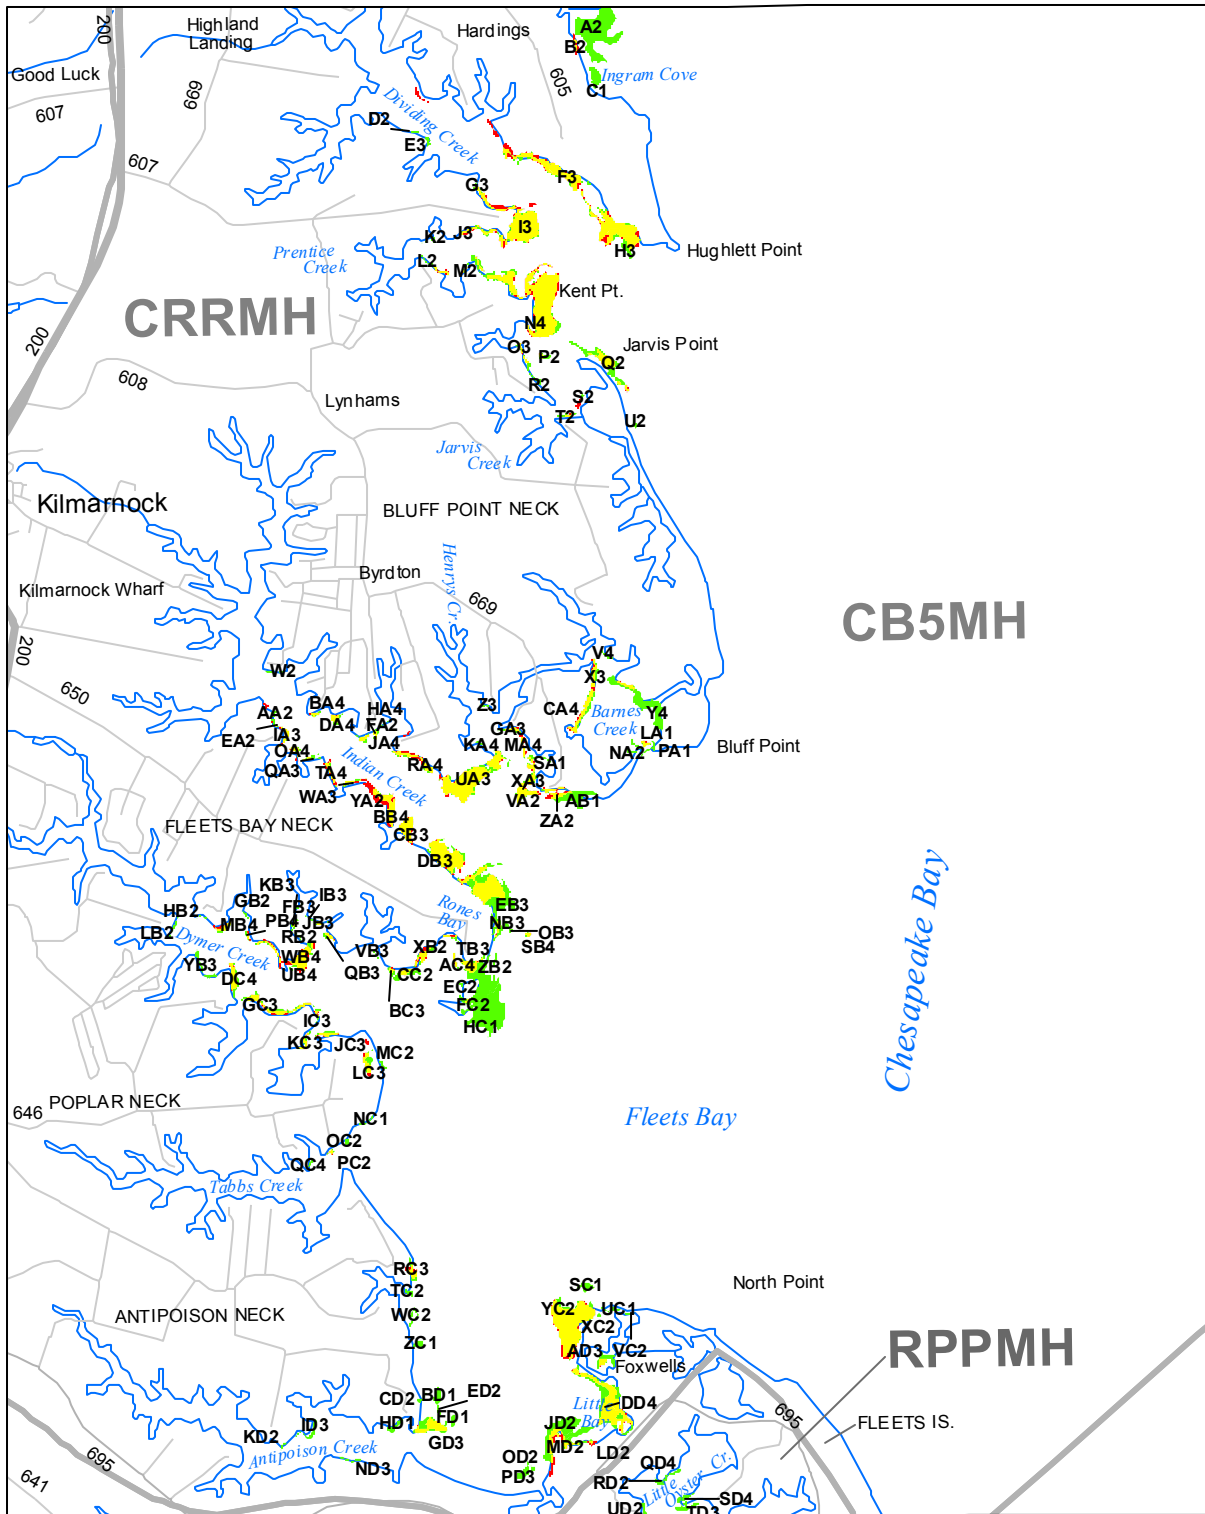 200
Highland
Landing
Hardings
A2
B2
Good Luck
699
605
Ingram Cove
C1
607
D2
Dividing Creek
E3
607
G3
F3
I3
K2
J3
H3
Hughlett Point
Prentice
Creek
L2
M2
Kent Pt.
CRRMH
N4
200
O3
P2
Jarvis Point
Q2
608
R2
Lynhams
S2
T2
U2
Jarvis
Creek
Kilmarnock
BLUFF POINT NECK
Henrys Cr.
Byrdton
Kilmarnock Wharf
669
CB5MH
200
V4
W2
X3
650
BA4
HA4
Z3
CA4
Barnes
Creek
Y4
AA2
DA4
FA2
GA3
LA1
EA2
IA3
JA4
KA4
MA4
NA2
PA1
Bluff Point
OA4
QA3
TA4
Indian Creek
RA4
SA1
UA3
XA3
WA3
YA2
VA2
AB1
ZA2
BB4
FLEETS BAY NECK
CB3
DB3
Chesapeake Bay
KB3
IB3
GB2
FB3
Rones
Bay
EB3
HB2
MB4
PB4
JB3
NB3
OB3
LB2
Dymer Creek
RB2
SB4
XB2
TB3
VB3
YB3
WB4
AC4
ZB2
DC4
UB4
QB3
CC2
EC2
GC3
BC3
FC2
IC3
HC1
KC3
JC3
MC2
LC3
646
POPLAR NECK
NC1
Fleets Bay
OC2
QC4
PC2
Tabbs Creek
RC3
SC1
North Point
TC2
ANTIPOISON NECK
WC2
YC2
UC1
XC2
ZC1
AD3
VC2
RPPMH
Foxwells
CD2
BD1
ED2
Little
Bay
DD4
695
FLEETS IS.
ID3
HD1
FD1
JD2
KD2
GD3
MD2
LD2
Antipoison Creek
OD2
QD4
695
ND3
PD3
RD2
Little
Oyster Cr.
641
SD4
UD2
TD3